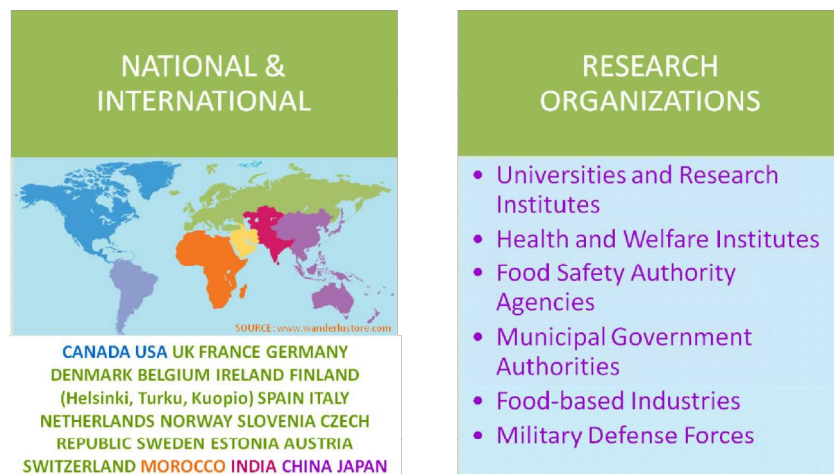 NATIONAL &
INTERNATIONAL
SOURCE: www.wanderlustore.com
CANADA USA UK FRANCE GERMANY
DENMARK BELGIUM IRELAND FINLAND
(Helsinki, Turku, Kuopio) SPAIN ITALY
NETHERLANDS NORWAY SLOVENIA CZECH
REPUBLIC SWEDEN ESTONIA AUSTRIA
SWITZERLAND MOROCCO INDIA CHINA JAPAN
RESEARCH
ORGANIZATIONS
• Universities and Research
Institutes
• Health and Welfare Institutes
• Food Safety Authority
Agencies
• Municipal Government
Authorities
• Food-based Industries
• Military Defense Forces